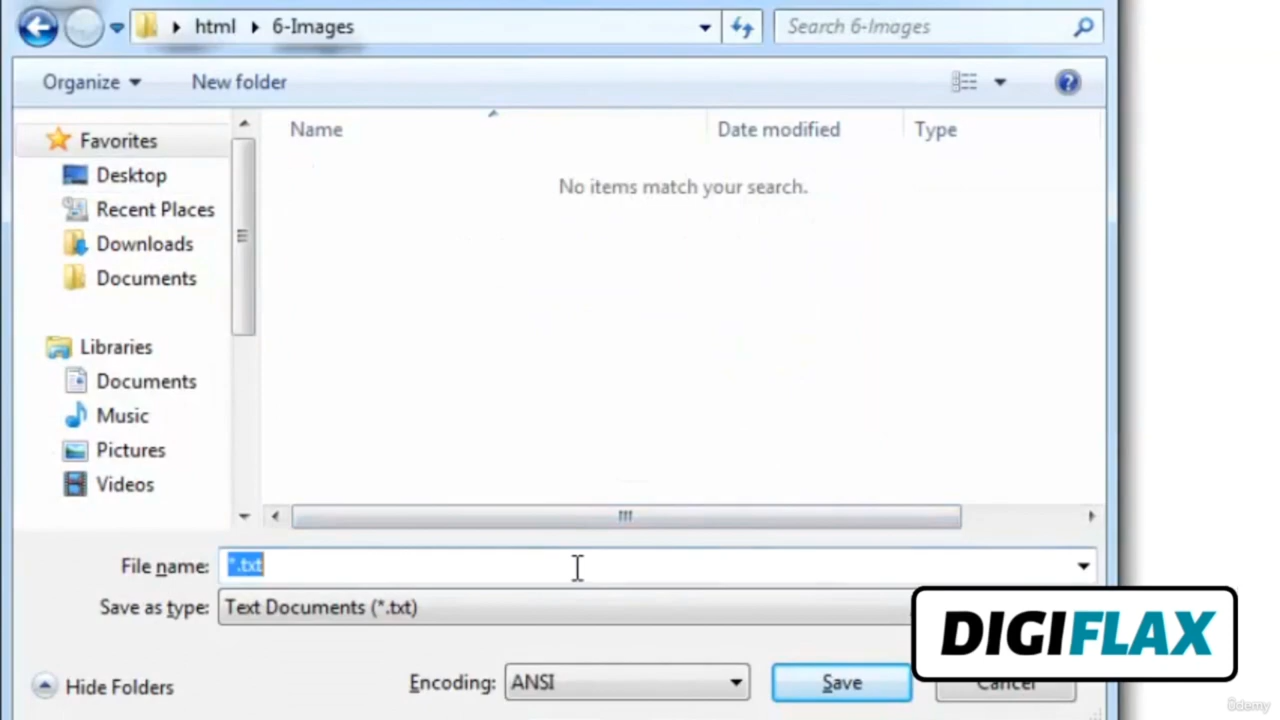 html 6-Images Search 6-Images
Organize New folder
Name Date modified Type
Favorites
No items match your search.
Desktop
Recent Places
Downloads
Documents
Libraries
Documents
Music
Pictures
Videos
File name: *.txt
Save as type: Text Documents (*.txt)
DIGIFLAX
Hide Folders Encoding: ANSI Save Cancel
ûdemy